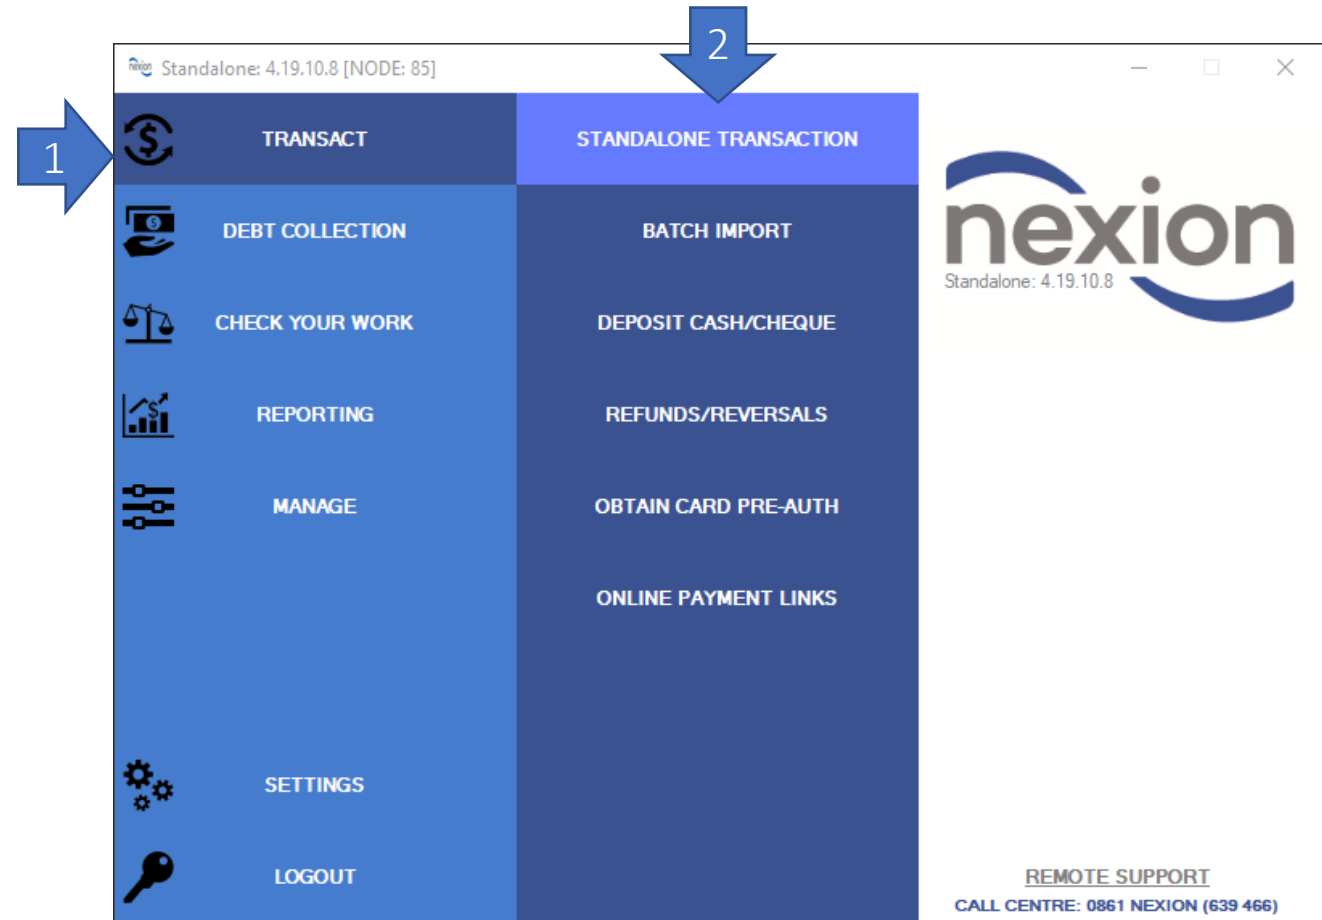 2
nexion Standalone: 4.19.10.8 [NODE: 85]
1
TRANSACT
STANDALONE TRANSACTION
DEBT COLLECTION
BATCH IMPORT
nexion
Standalone: 4.19.10.8
CHECK YOUR WORK
DEPOSIT CASH/CHEQUE
REPORTING
REFUNDS/REVERSALS
MANAGE
OBTAIN CARD PRE-AUTH
ONLINE PAYMENT LINKS
SETTINGS
LOGOUT
REMOTE SUPPORT
CALL CENTRE: 0861 NEXION (639 466)